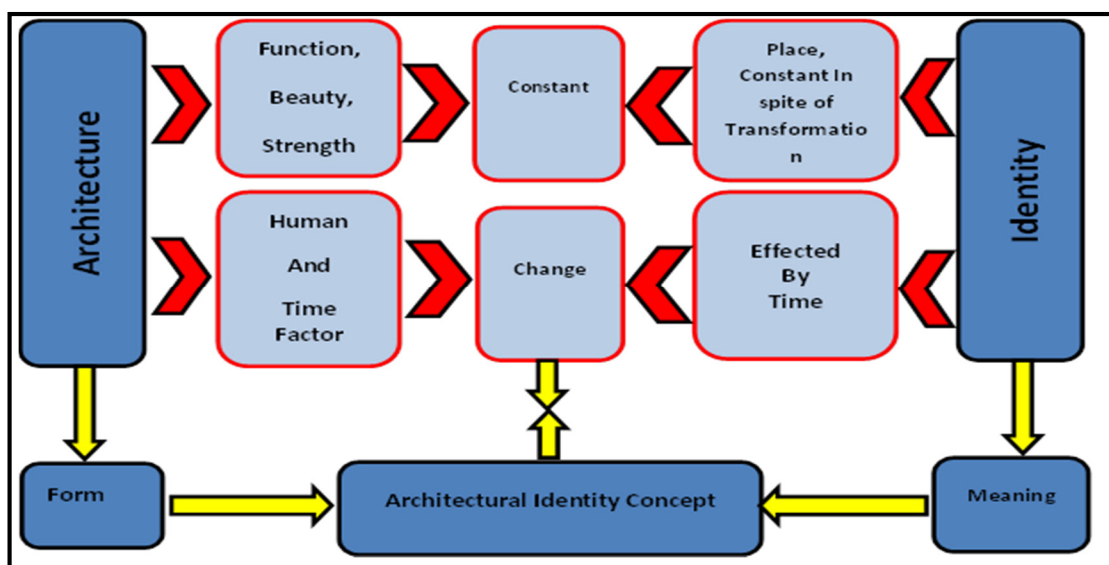 Architecture
Function,
Beauty,
Strength
Constant
Place,
Constant In
spite of
Transformatio
n
Identity
Human
And
Time
Factor
Change
Effected
By
Time
Form
Architectural Identity Concept
Meaning